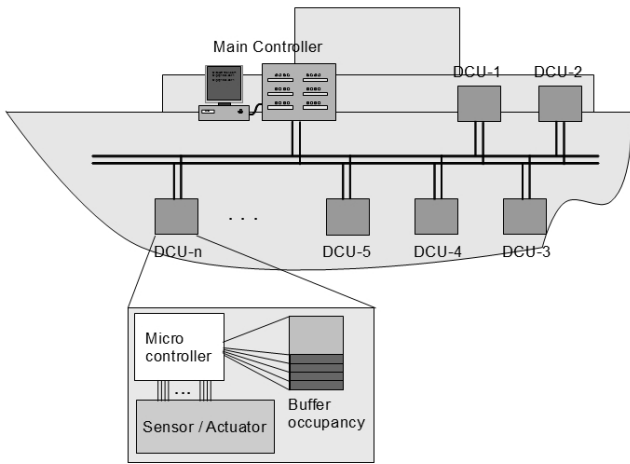 Main Controller
DCU-1
DCU-2
DCU-n
. . .
DCU-5
DCU-4
DCU-3
Micro
controller
...
Buffer
occupancy
Sensor / Actuator